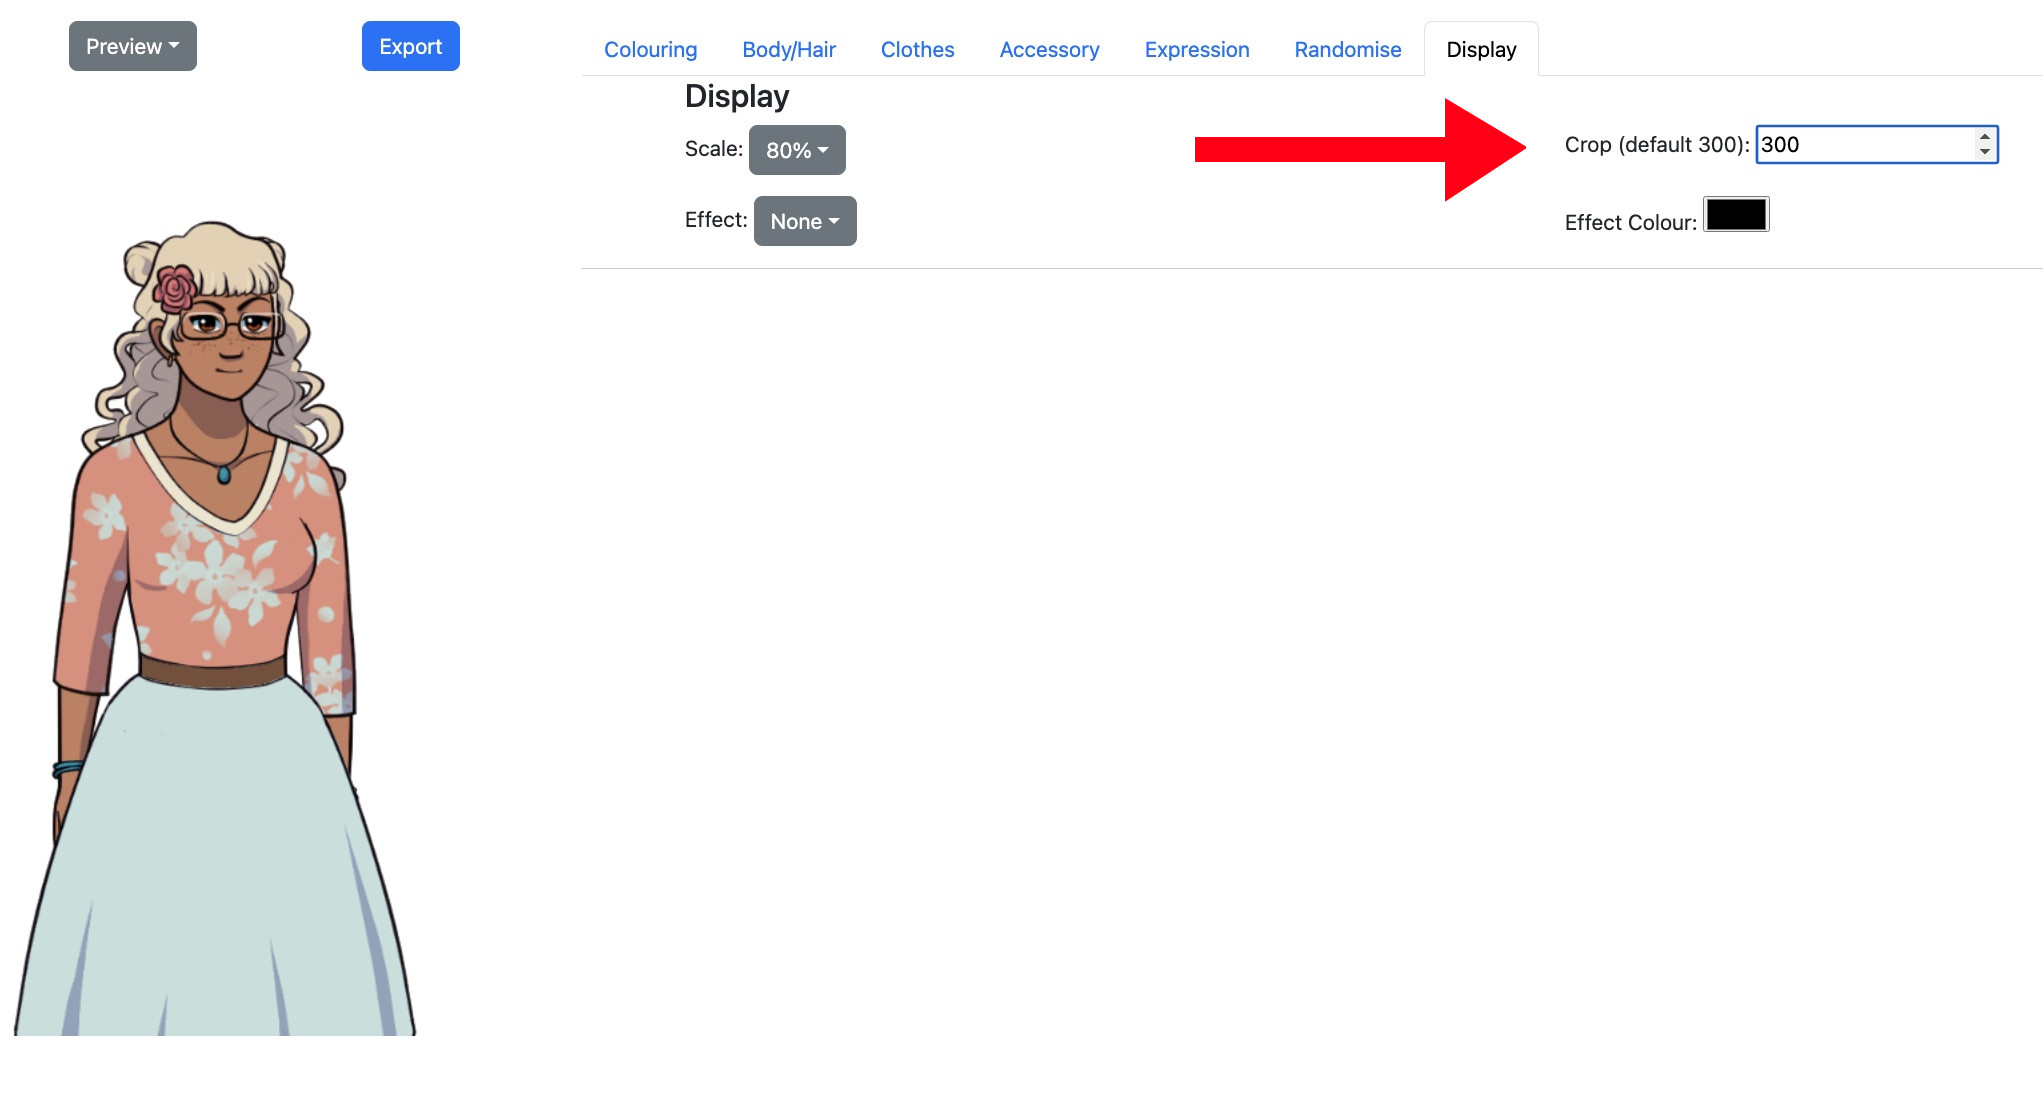 Preview
Export
Colouring
Body/Hair
Clothes
Accessory
Expression
Randomise
Display
Display
Scale: 80%
Crop (default 300): 300
Effect: None
Effect Colour: